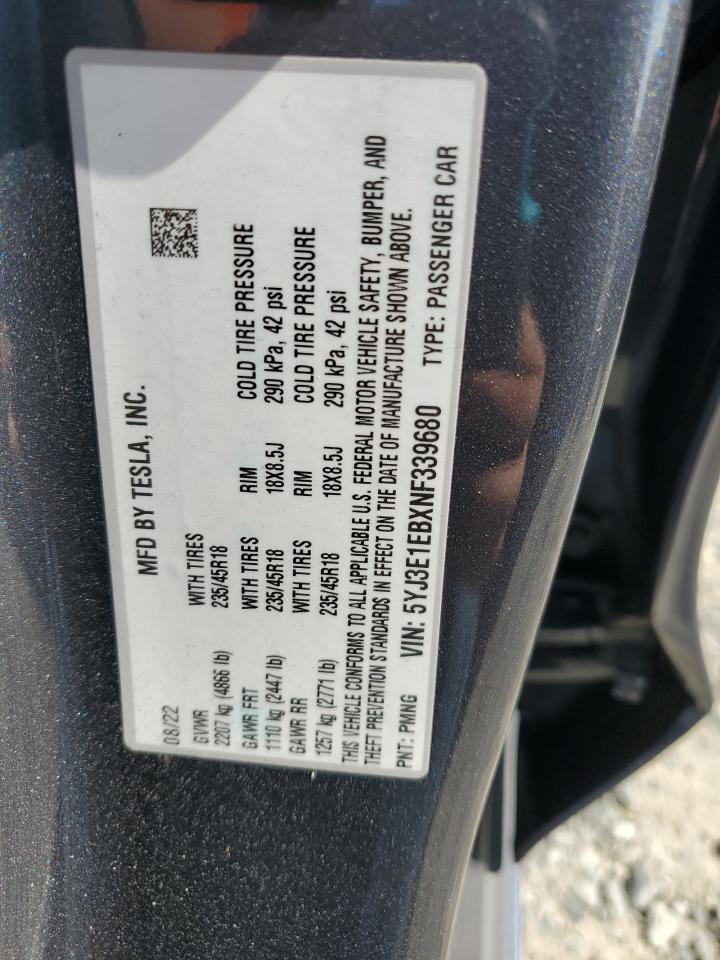 MFD BY TESLA, INC.
08/22
GVWR WITH TIRES
2207 kg (4866 lb) 235/45R18
GAWR FRT WITH TIRES RIM COLD TIRE PRESSURE
1110 kg (2447 lb) 235/45R18 18X8.5J 290 kPa, 42 psi
GAWR RR WITH TIRES RIM COLD TIRE PRESSURE
1257 kg (2771 lb) 235/45R18 18X8.5J 290 kPa, 42 psi
THIS VEHICLE CONFORMS TO ALL APPLICABLE U.S. FEDERAL MOTOR VEHICLE SAFETY, BUMPER, AND
THEFT PREVENTION STANDARDS IN EFFECT ON THE DATE OF MANUFACTURE SHOWN ABOVE.
PNT: PMNG VIN: 5YJ3E1EBXNF339680 TYPE: PASSENGER CAR